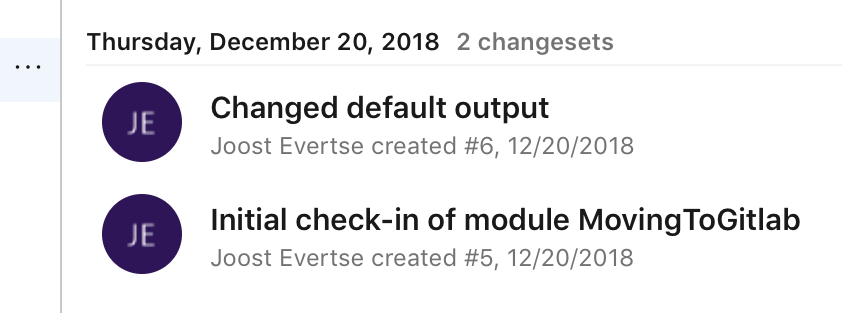 Thursday, December 20, 2018 2 changesets
...
JE
Changed default output
Joost Evertse created #6, 12/20/2018
JE
Initial check-in of module MovingToGitlab
Joost Evertse created #5, 12/20/2018